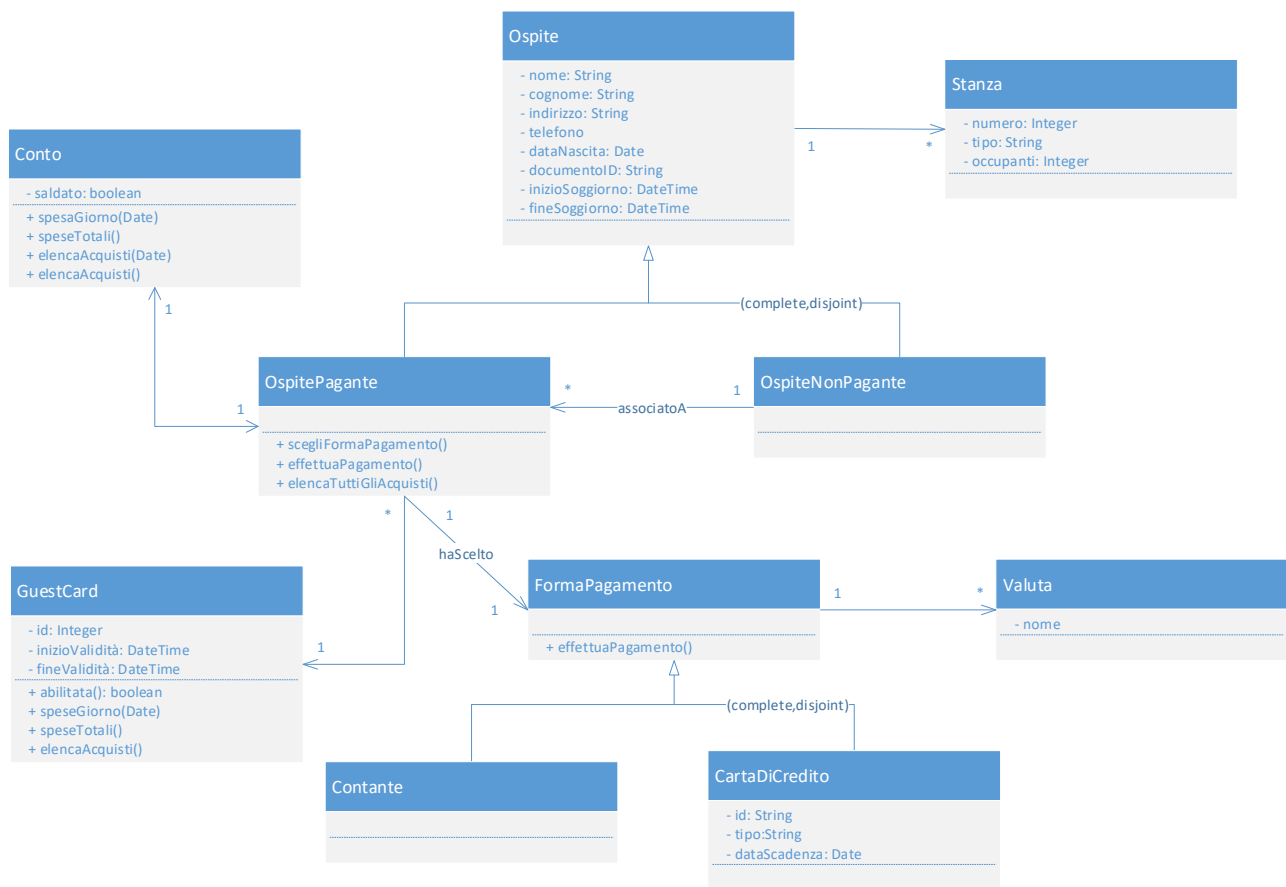 Ospite
- nome: String
- cognome: String
- indirizzo: String
- telefono
- dataNascita: Date
- documentoID: String
- inizioSoggiorno: DateTime
- fineSoggiorno: DateTime
1
*
Stanza
- numero: Integer
- tipo: String
- occupanti: Integer
Conto
- saldato: boolean
+ spesaGiorno(Date)
+ speseTotali()
+ elencaAcquisti(Date)
+ elencaAcquisti()
1
1
(complete,disjoint)
OspitePagante
+ scegliFormaPagamento()
+ effettuaPagamento()
+ elencaTuttiGliAcquisti()
*
associatoA
1
OspiteNonPagante
*
1
haScelto
1
1
GuestCard
- id: Integer
- inizioValidità: DateTime
- fineValidità: DateTime
+ abilitata(): boolean
+ speseGiorno(Date)
+ speseTotali()
+ elencaAcquisti()
FormaPagamento
+ effettuaPagamento()
1
*
Valuta
- nome
(complete,disjoint)
Contante
CartaDiCredito
- id: String
- tipo:String
- dataScadenza: Date